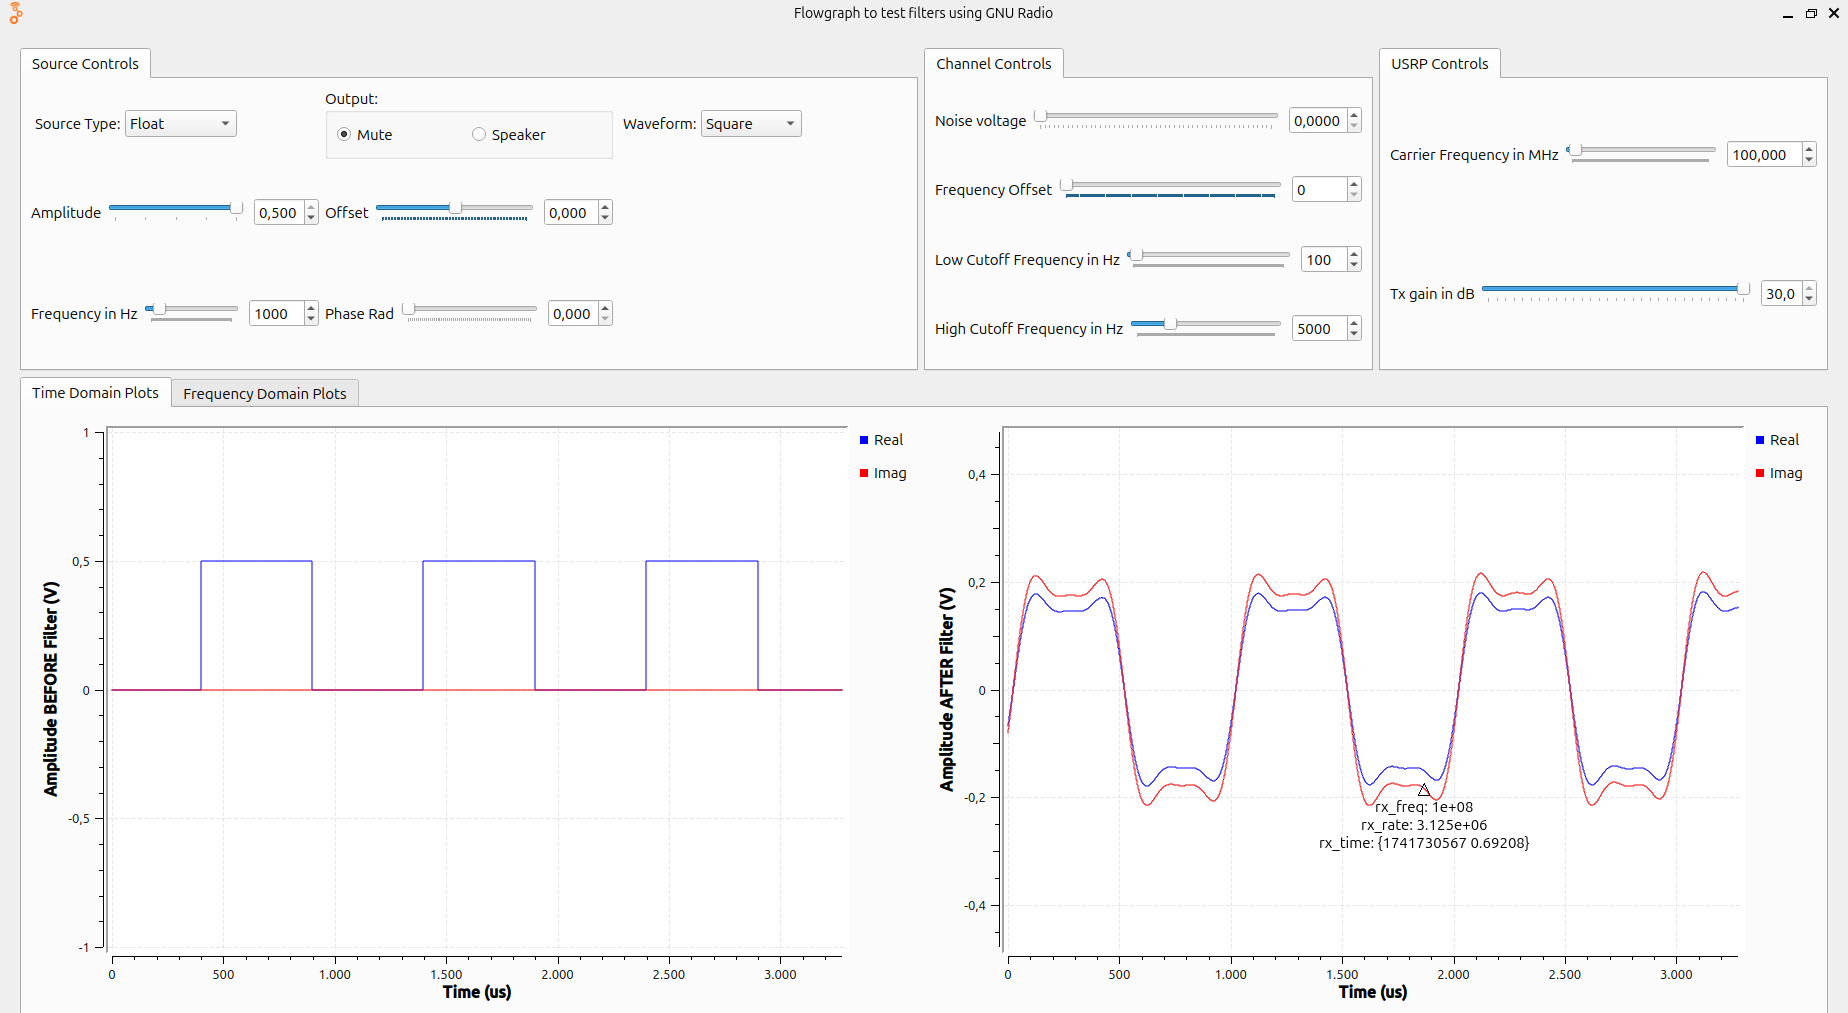 Flowgraph to test filters using GNU Radio
Source Controls
Channel Controls
USRP Controls
Output:
Source Type: Float
Mute
Speaker
Waveform: Square
Amplitude 0,500
Offset 0,000
Frequency in Hz 1000
Phase Rad 0,000
Noise voltage 0,0000
Frequency Offset 0
Low Cutoff Frequency in Hz 100
High Cutoff Frequency in Hz 5000
Carrier Frequency in MHz 100,000
Tx gain in dB 30,0
Time Domain Plots
Frequency Domain Plots
Amplitude BEFORE Filter (V)
1
0,5
0
-0,5
-1
0 500 1.000 1.500 2.000 2.500 3.000
Time (us)
Real
Imag
Amplitude AFTER Filter (V)
0,4
0,2
0
-0,2
-0,4
rx_freq: 1e+08
rx_rate: 3.125e+06
rx_time: {1741730567 0.69208}
0 500 1.000 1.500 2.000 2.500 3.000
Time (us)
Real
Imag